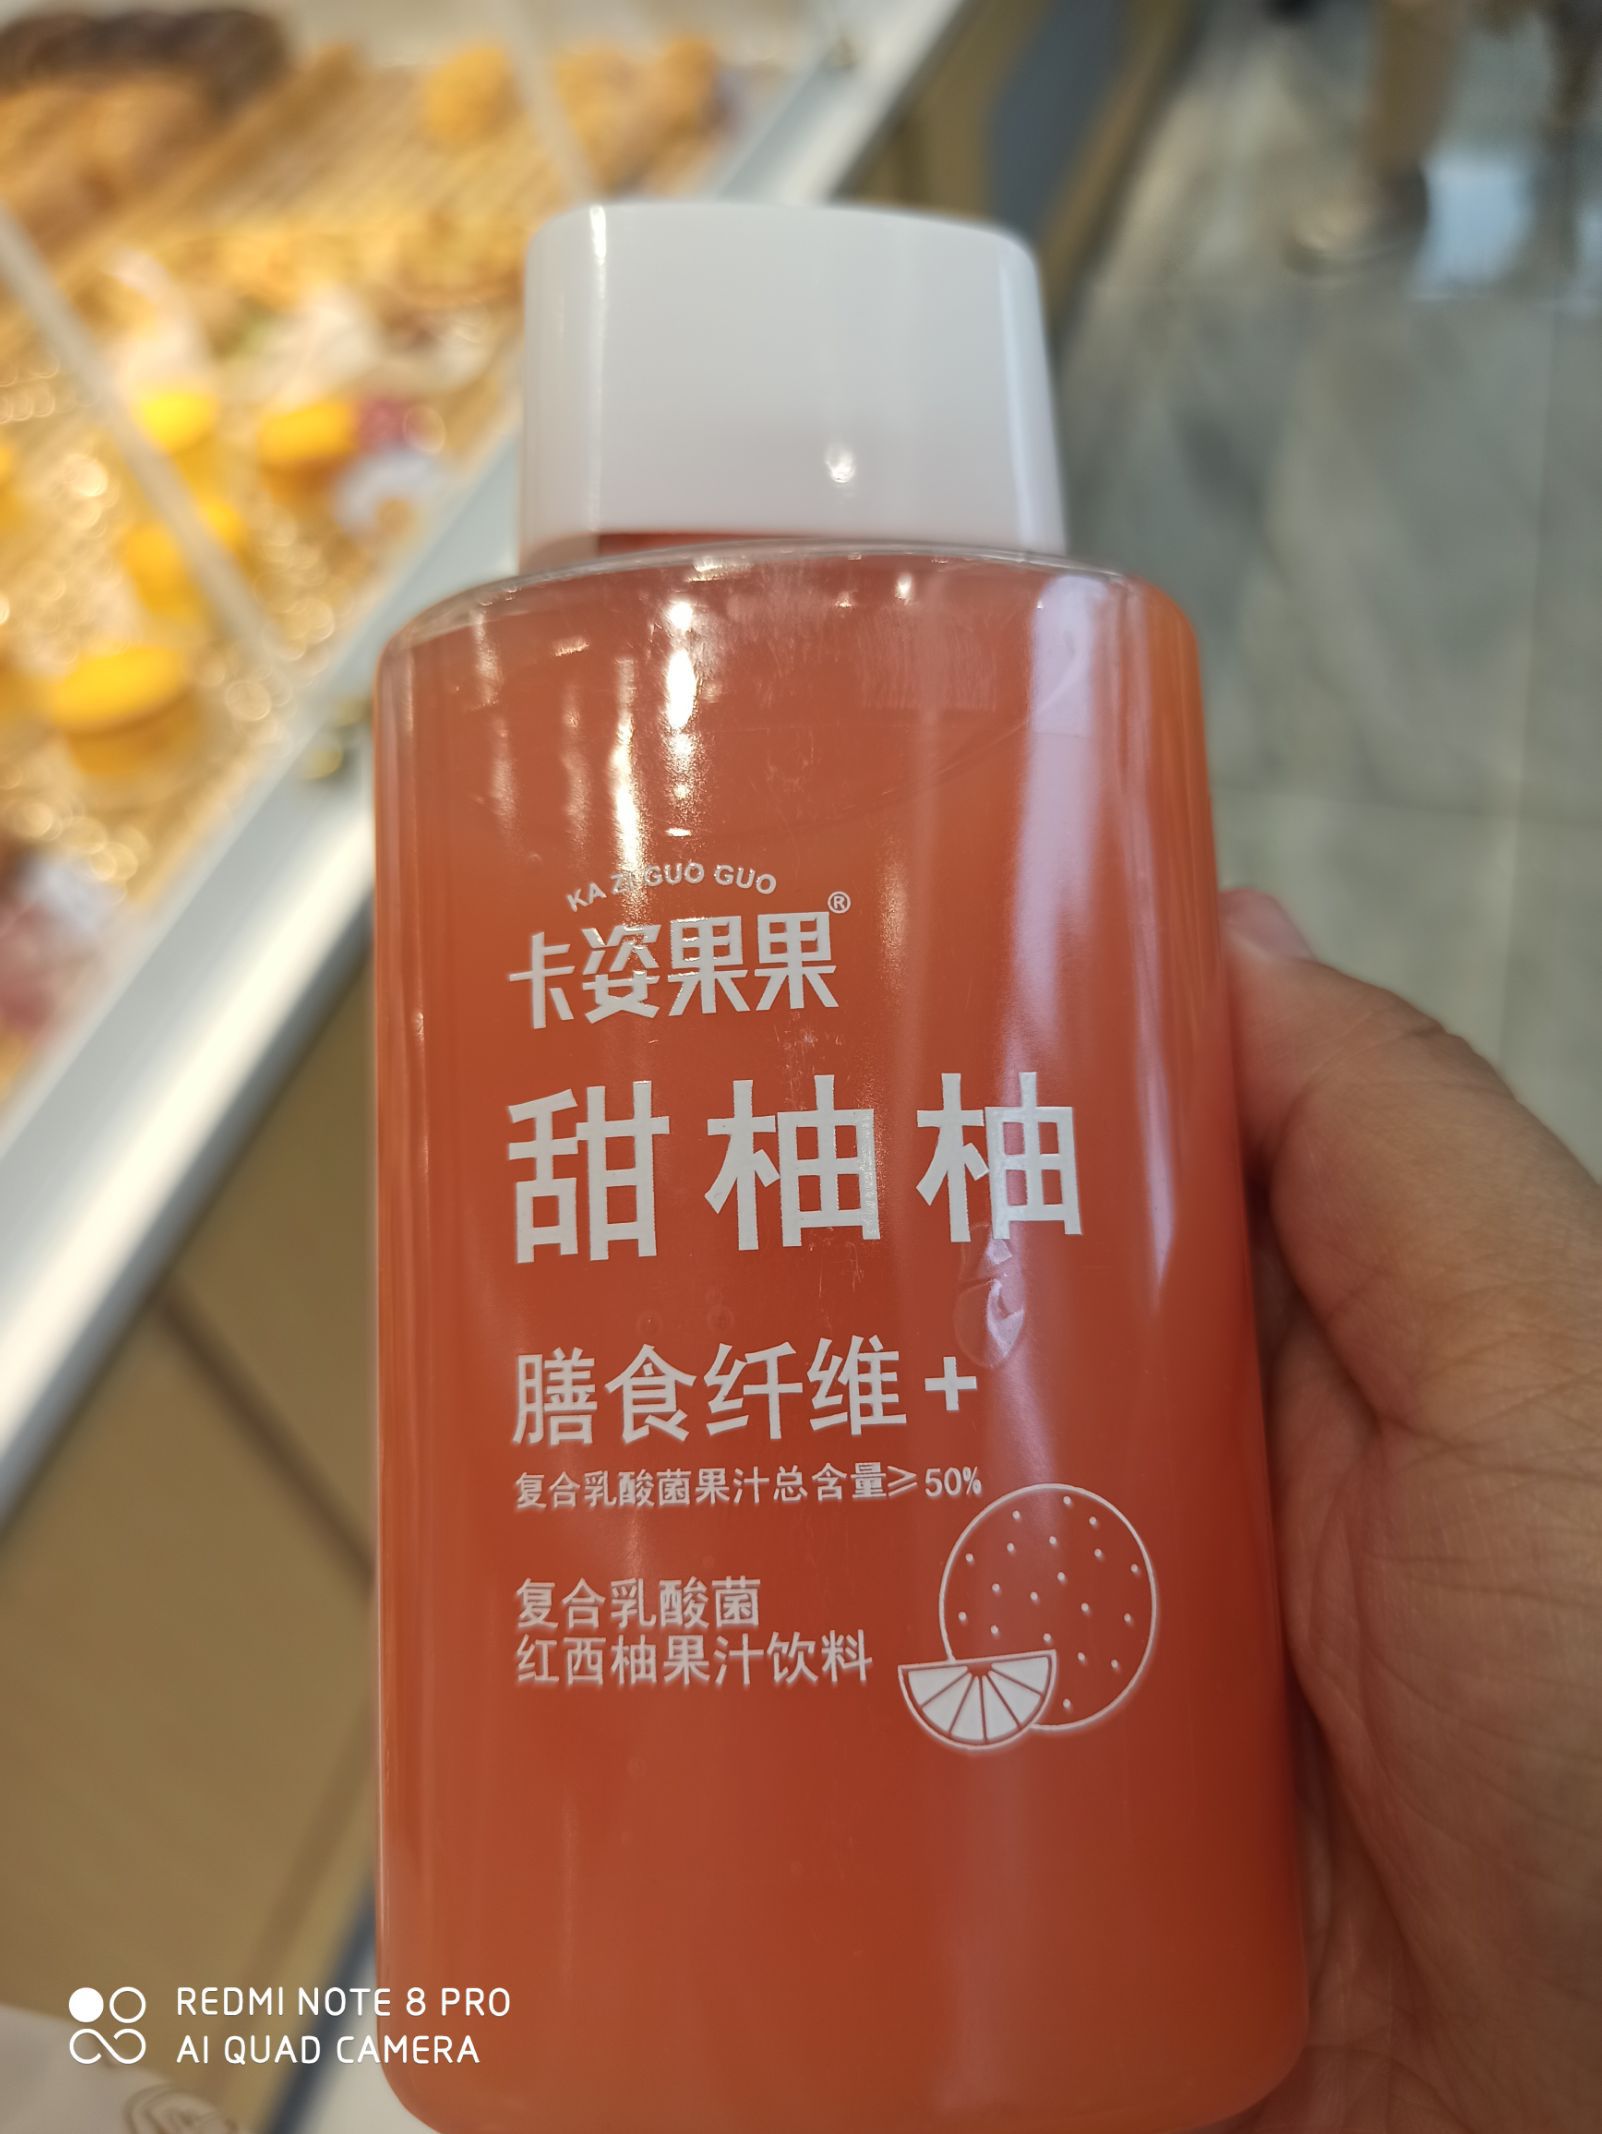 KA ZI GUO GUO
卡姿果果®
甜柚柚
膳食纤维+
复合乳酸菌果汁总含量≥50%
复合乳酸菌
红西柚果汁饮料
REDMI NOTE 8 PRO
AI QUAD CAMERA